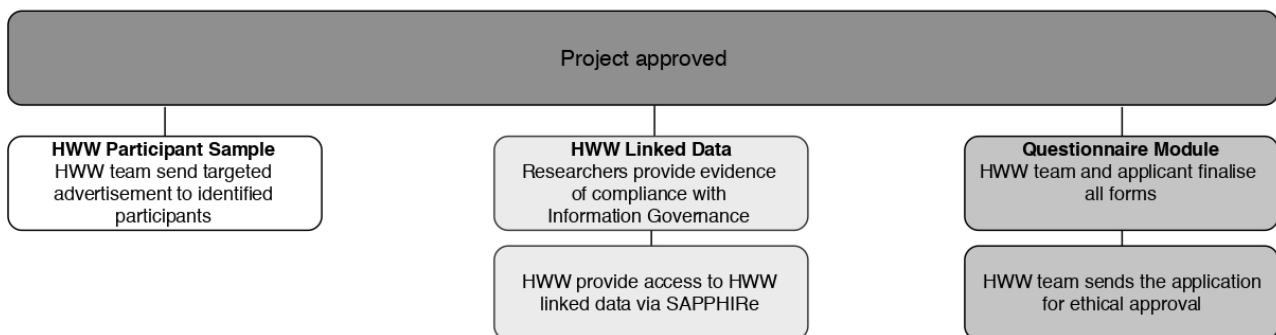 Project approved
HWW Participant Sample
HWW team send targeted
advertisement to identified
participants
HWW Linked Data
Researchers provide evidence
of compliance with
Information Governance
HWW provide access to HWW
linked data via SAPPHIRe
Questionnaire Module
HWW team and applicant finalise
all forms
HWW team sends the application
for ethical approval